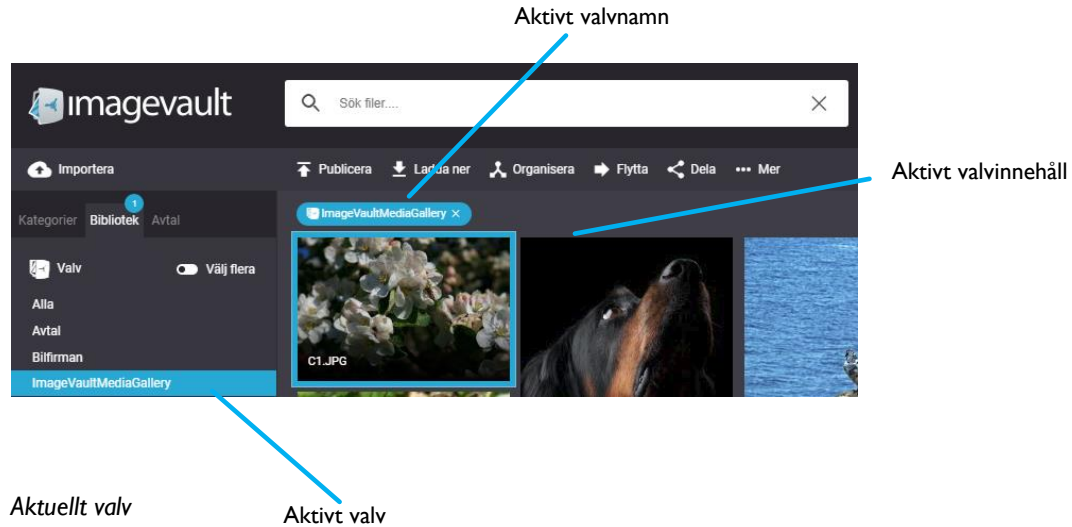 Aktivt valvnamn
ımagevault
Sök filer....
Importera
Publicera Ladda ner Organisera Flytta Dela ••• Mer
Aktivt valvinnehåll
1
Kategorier Bibliotek Avtal
ImageVaultMediaGallery ×
Valv Välj flera
Alla
Avtal
Bilfirman
ImageVaultMediaGallery
C1.JPG
Aktuellt valv
Aktivt valv